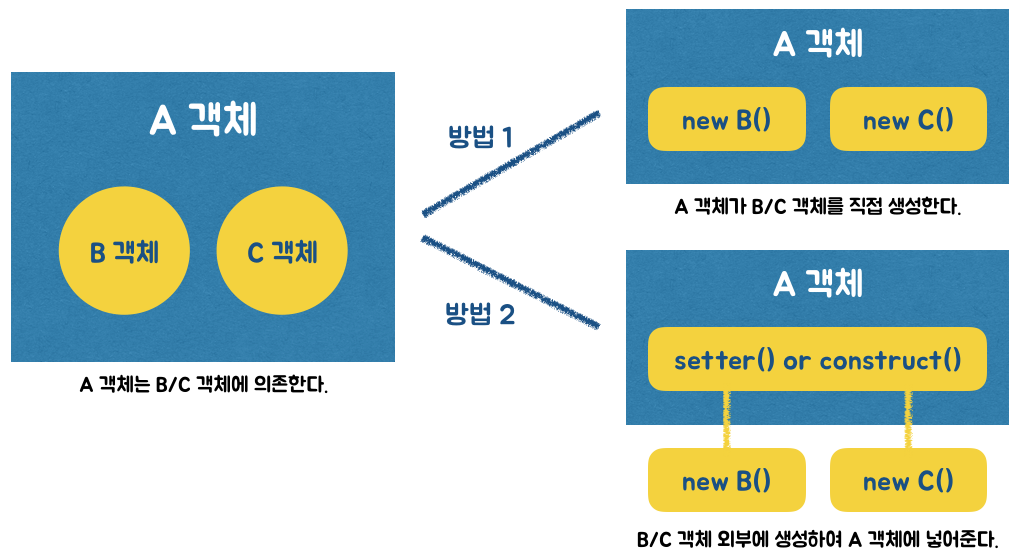 A 객체
B 객체
C 객체
A 객체는 B/C 객체에 의존한다.
방법 1
방법 2
A 객체
new B()
new C()
A 객체가 B/C 객체를 직접 생성한다.
A 객체
setter() or construct()
new B()
new C()
B/C 객체 외부에 생성하여 A 객체에 넣어준다.